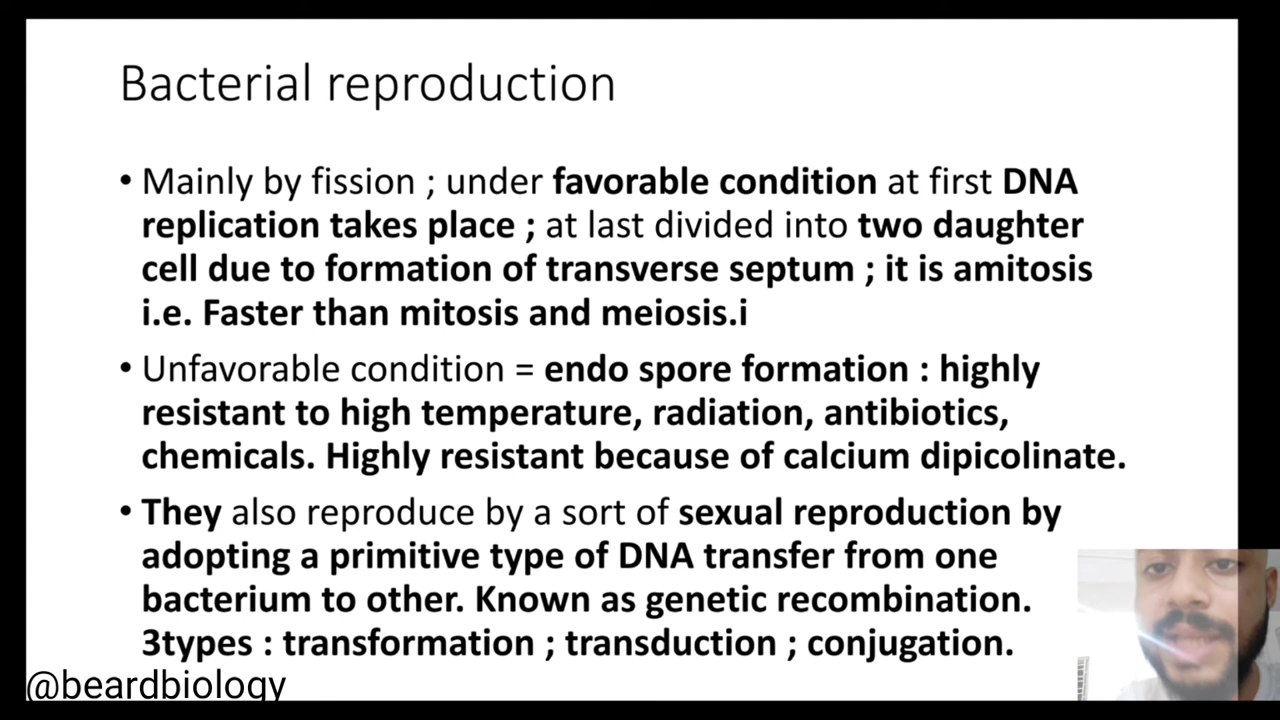 Bacterial reproduction
• Mainly by fission ; under favorable condition at first DNA
replication takes place ; at last divided into two daughter
cell due to formation of transverse septum ; it is amitosis
i.e. Faster than mitosis and meiosis.i
• Unfavorable condition = endo spore formation : highly
resistant to high temperature, radiation, antibiotics,
chemicals. Highly resistant because of calcium dipicolinate.
• They also reproduce by a sort of sexual reproduction by
adopting a primitive type of DNA transfer from one
bacterium to other. Known as genetic recombination.
3types : transformation ; transduction ; conjugation.
@beardbiology